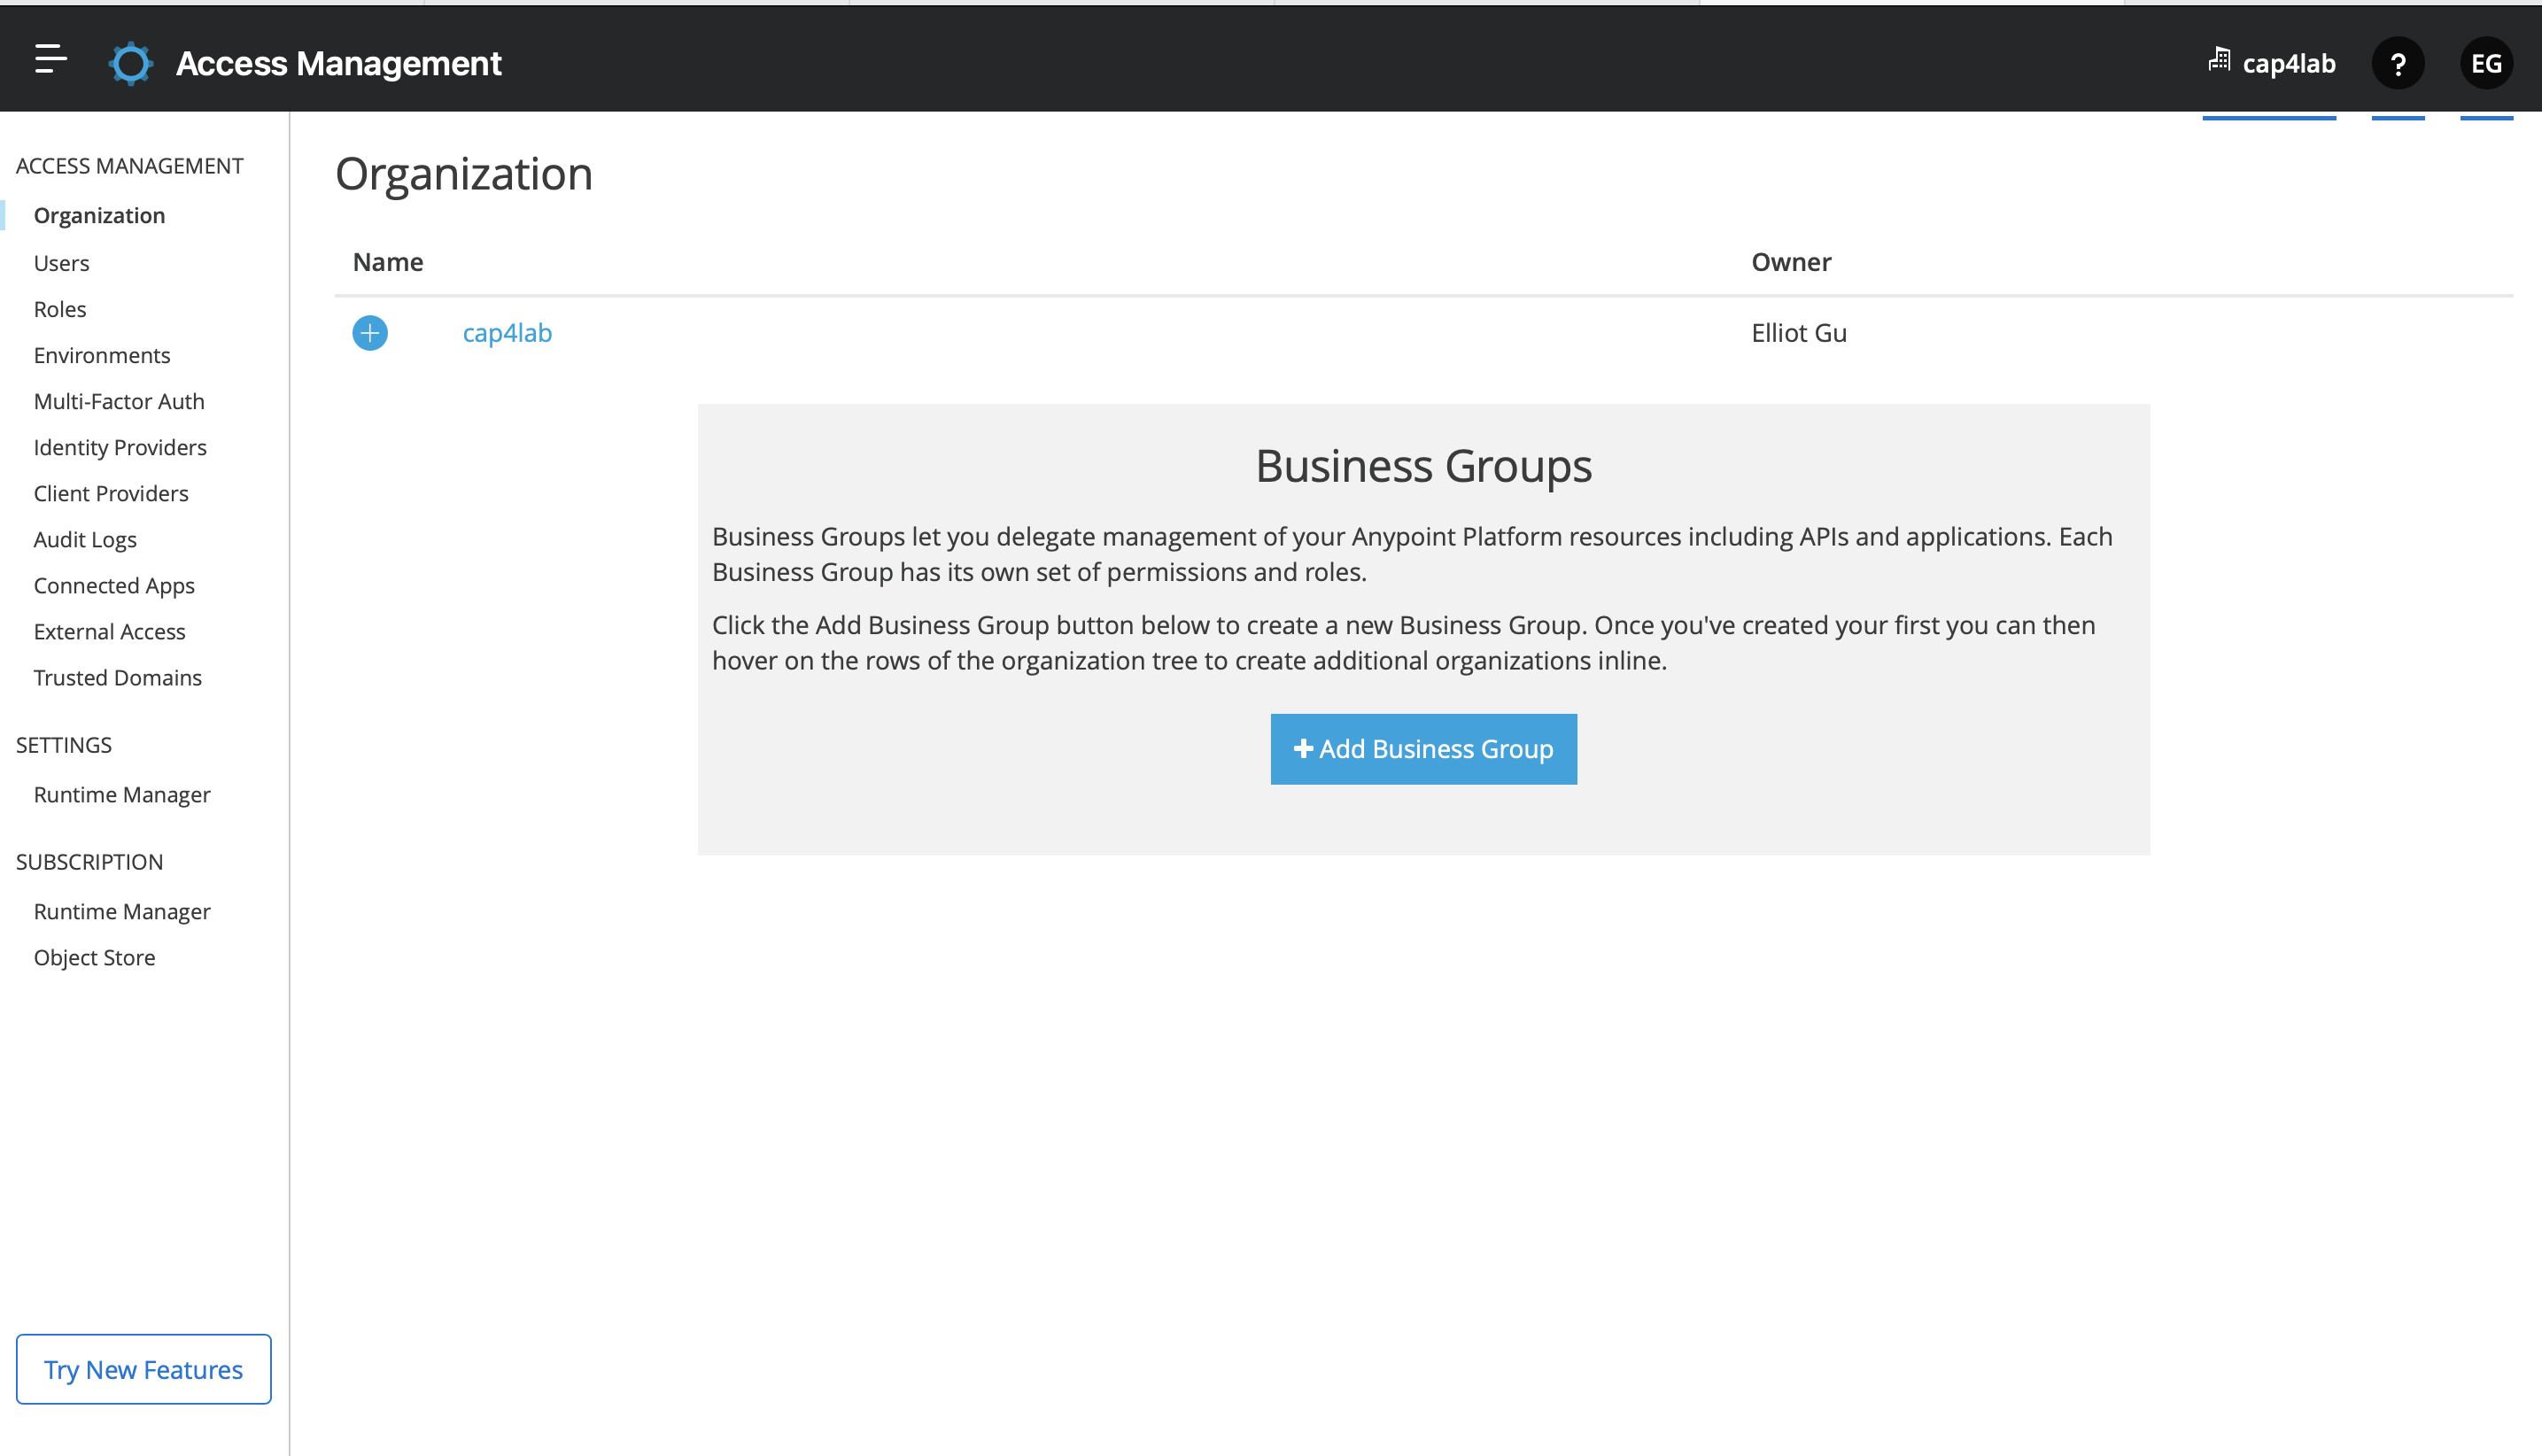 Access Management
cap4lab
?
EG
ACCESS MANAGEMENT
Organization
Users
Roles
Environments
Multi-Factor Auth
Identity Providers
Client Providers
Audit Logs
Connected Apps
External Access
Trusted Domains
SETTINGS
Runtime Manager
SUBSCRIPTION
Runtime Manager
Object Store
Try New Features
Organization
Name
Owner
cap4lab
Elliot Gu
Business Groups
Business Groups let you delegate management of your Anypoint Platform resources including APIs and applications. Each
Business Group has its own set of permissions and roles.
Click the Add Business Group button below to create a new Business Group. Once you've created your first you can then
hover on the rows of the organization tree to create additional organizations inline.
+ Add Business Group